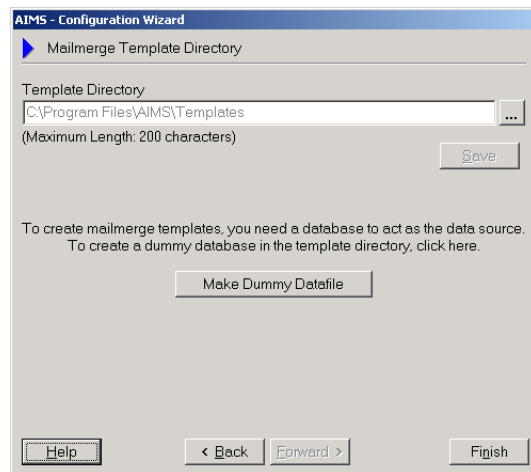 AIMS - Configuration Wizard
Mailmerge Template Directory
Template Directory
C:\Program Files\AIMS\Templates
...
(Maximum Length: 200 characters)
Save
To create mailmerge templates, you need a database to act as the data source.
To create a dummy database in the template directory, click here.
Make Dummy Datafile
Help < Back Forward > Finish